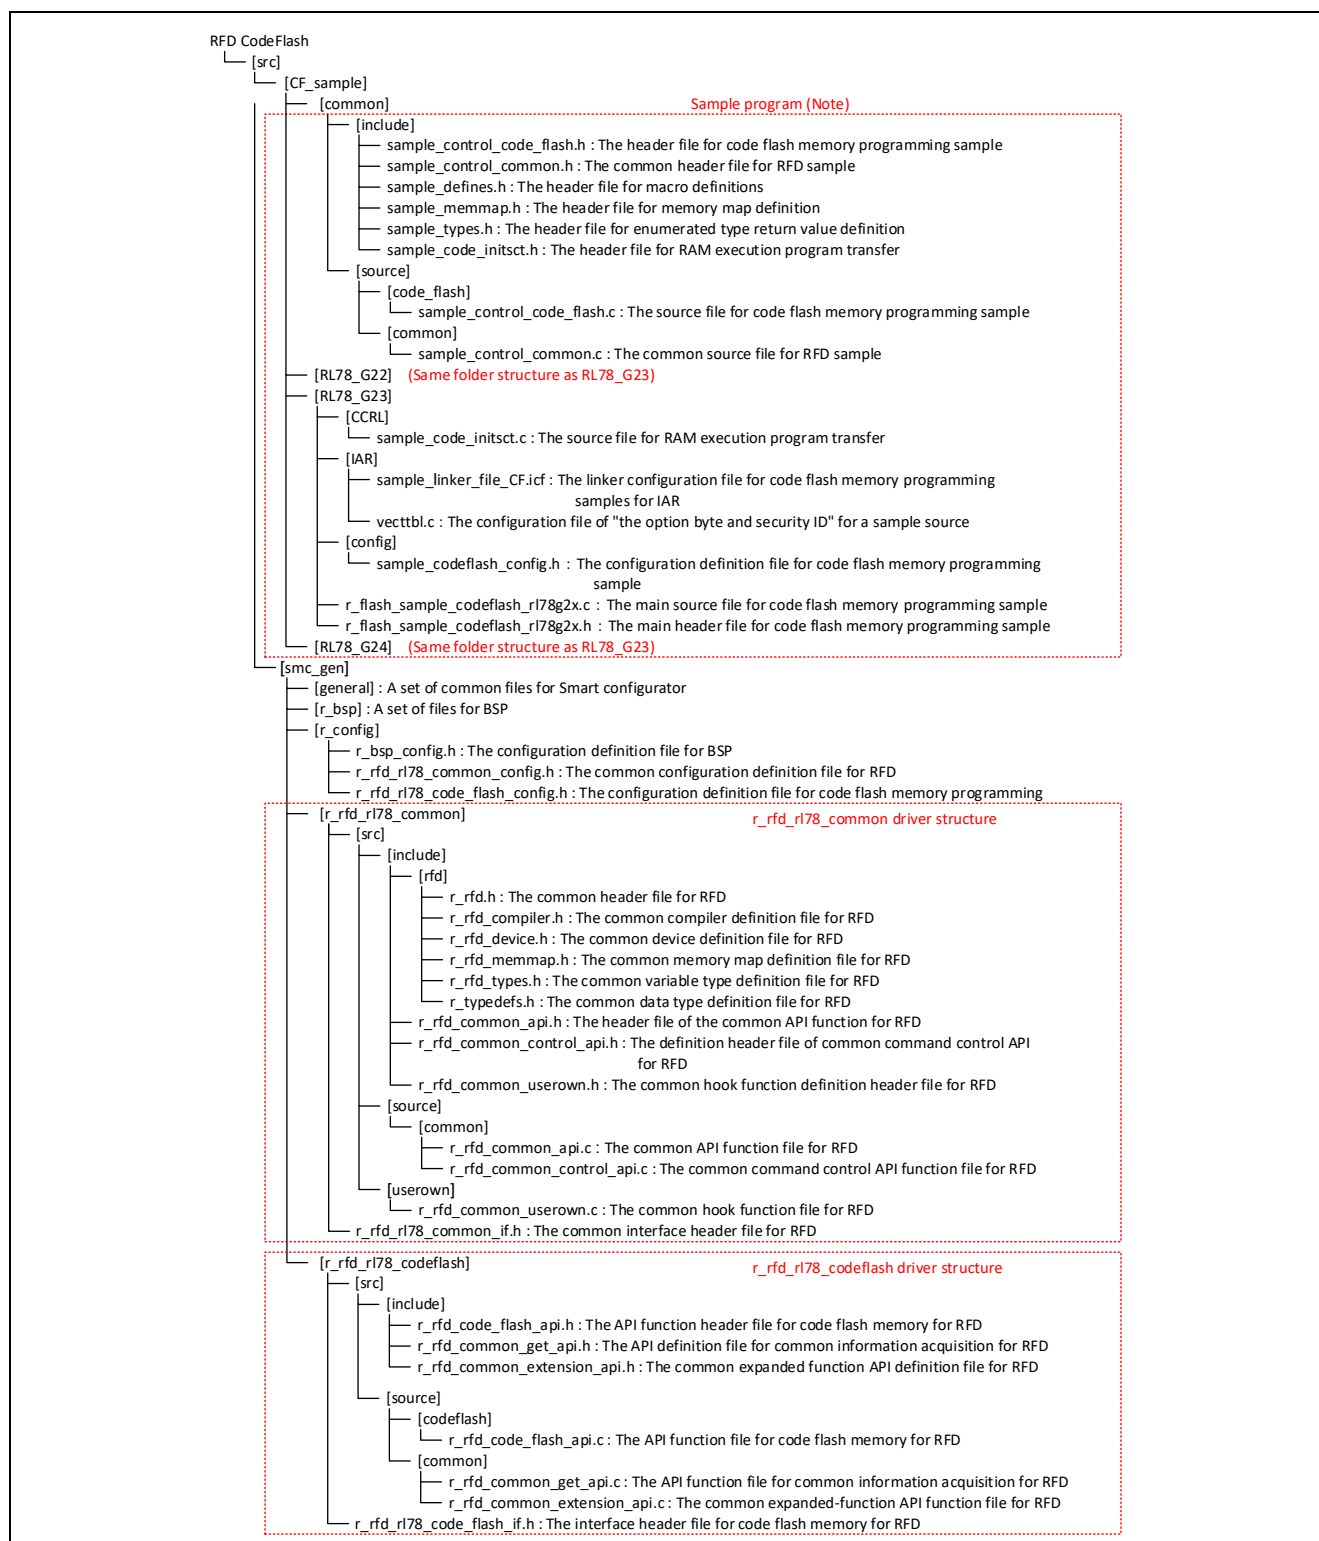 RFD CodeFlash
[src]
[CF_sample]
[common]
Sample program (Note)
[include]
sample_control_code_flash.h : The header file for code flash memory programming sample
sample_control_common.h : The common header file for RFD sample
sample_defines.h : The header file for macro definitions
sample_memmap.h : The header file for memory map definition
sample_types.h : The header file for enumerated type return value definition
sample_code_initsct.h : The header file for RAM execution program transfer
[source]
[code_flash]
sample_control_code_flash.c : The source file for code flash memory programming sample
[common]
sample_control_common.c : The common source file for RFD sample
[RL78_G22] (Same folder structure as RL78_G23)
[RL78_G23]
[CCRL]
sample_code_initsct.c : The source file for RAM execution program transfer
[IAR]
sample_linker_file_CF.icf : The linker configuration file for code flash memory programming
samples for IAR
vecttbl.c : The configuration file of "the option byte and security ID" for a sample source
[config]
sample_codeflash_config.h : The configuration definition file for code flash memory programming
sample
r_flash_sample_codeflash_rl78g2x.c : The main source file for code flash memory programming sample
r_flash_sample_codeflash_rl78g2x.h : The main header file for code flash memory programming sample
[RL78_G24] (Same folder structure as RL78_G23)
[smc_gen]
[general] : A set of common files for Smart configurator
[r_bsp] : A set of files for BSP
[r_config]
r_bsp_config.h : The configuration definition file for BSP
r_rfd_rl78_common_config.h : The common configuration definition file for RFD
r_rfd_rl78_code_flash_config.h : The configuration definition file for code flash memory programming
[r_rfd_rl78_common]
r_rfd_rl78_common driver structure
[src]
[include]
[rfd]
r_rfd.h : The common header file for RFD
r_rfd_compiler.h : The common compiler definition file for RFD
r_rfd_device.h : The common device definition file for RFD
r_rfd_memmap.h : The common memory map definition file for RFD
r_rfd_types.h : The common variable type definition file for RFD
r_typedefs.h : The common data type definition file for RFD
r_rfd_common_api.h : The header file of the common API function for RFD
r_rfd_common_control_api.h : The definition header file of common command control API
for RFD
r_rfd_common_userown.h : The common hook function definition header file for RFD
[source]
[common]
r_rfd_common_api.c : The common API function file for RFD
r_rfd_common_control_api.c : The common command control API function file for RFD
[userown]
r_rfd_common_userown.c : The common hook function file for RFD
r_rfd_rl78_common_if.h : The common interface header file for RFD
[r_rfd_rl78_codeflash]
r_rfd_rl78_codeflash driver structure
[src]
[include]
r_rfd_code_flash_api.h : The API function header file for code flash memory for RFD
r_rfd_common_get_api.h : The API definition file for common information acquisition for RFD
r_rfd_common_extension_api.h : The common expanded function API definition file for RFD
[source]
[codeflash]
r_rfd_code_flash_api.c : The API function file for code flash memory for RFD
[common]
r_rfd_common_get_api.c : The API function file for common information acquisition for RFD
r_rfd_common_extension_api.c : The common expanded-function API function file for RFD
r_rfd_rl78_code_flash_if.h : The interface header file for code flash memory for RFD